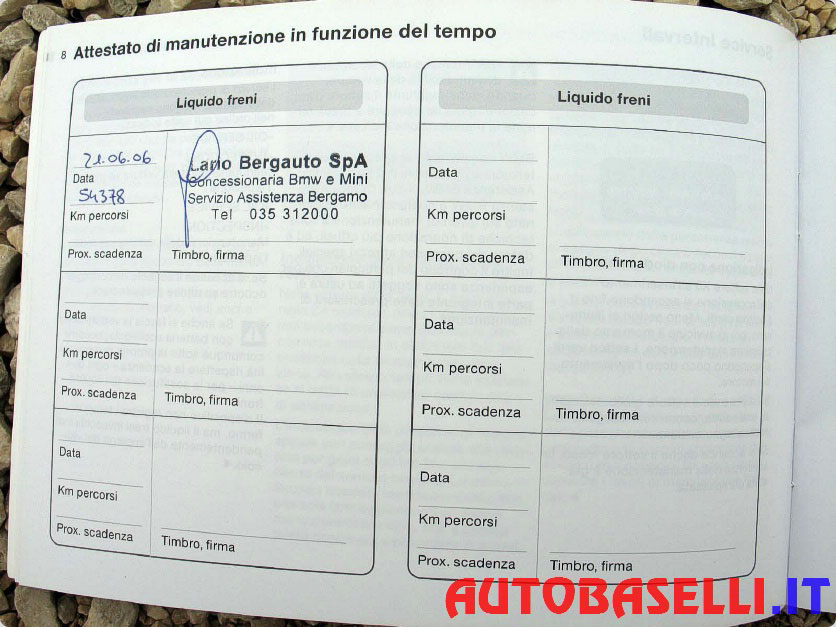 8 Attestato di manutenzione in funzione del tempo
Liquido freni
21.06.06
Data
54378
Km percorsi
Prox. scadenza
Lario Bergauto SpA
Concessionaria Bmw e Mini
Servizio Assistenza Bergamo
Tel 035 312000
Timbro, firma
Data
Km percorsi
Prox. scadenza
Timbro, firma
Data
Km percorsi
Prox. scadenza
Timbro, firma
Liquido freni
Data
Km percorsi
Prox. scadenza
Timbro, firma
Data
Km percorsi
Prox. scadenza
Timbro, firma
Data
Km percorsi
Prox. scadenza
Timbro, firma
AUTOBASELLI.IT